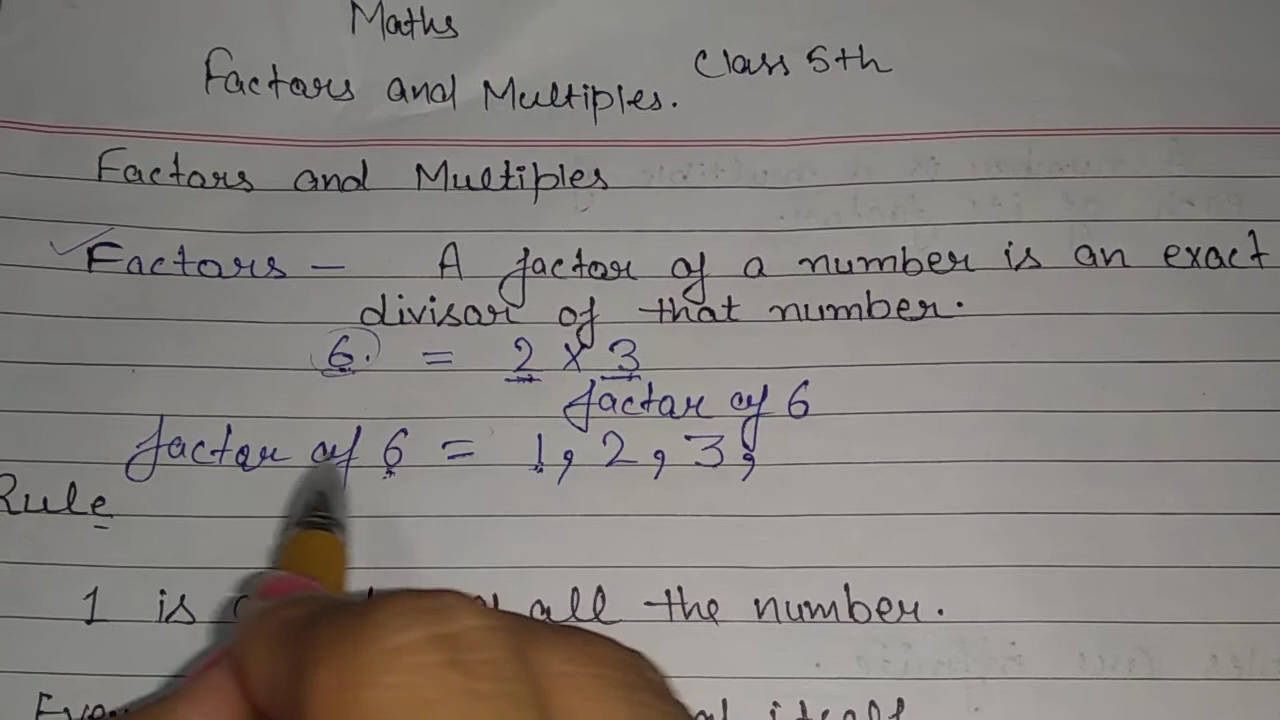 Maths
Factors and Multiples. Class 5th
Factors and Multiples
Factors - A factor of a number is an exact
divisor of that number.
6. = 2 × 3
factor of 6
factor of 6 = 1, 2, 3,
Rule
1 is all the number.
itself